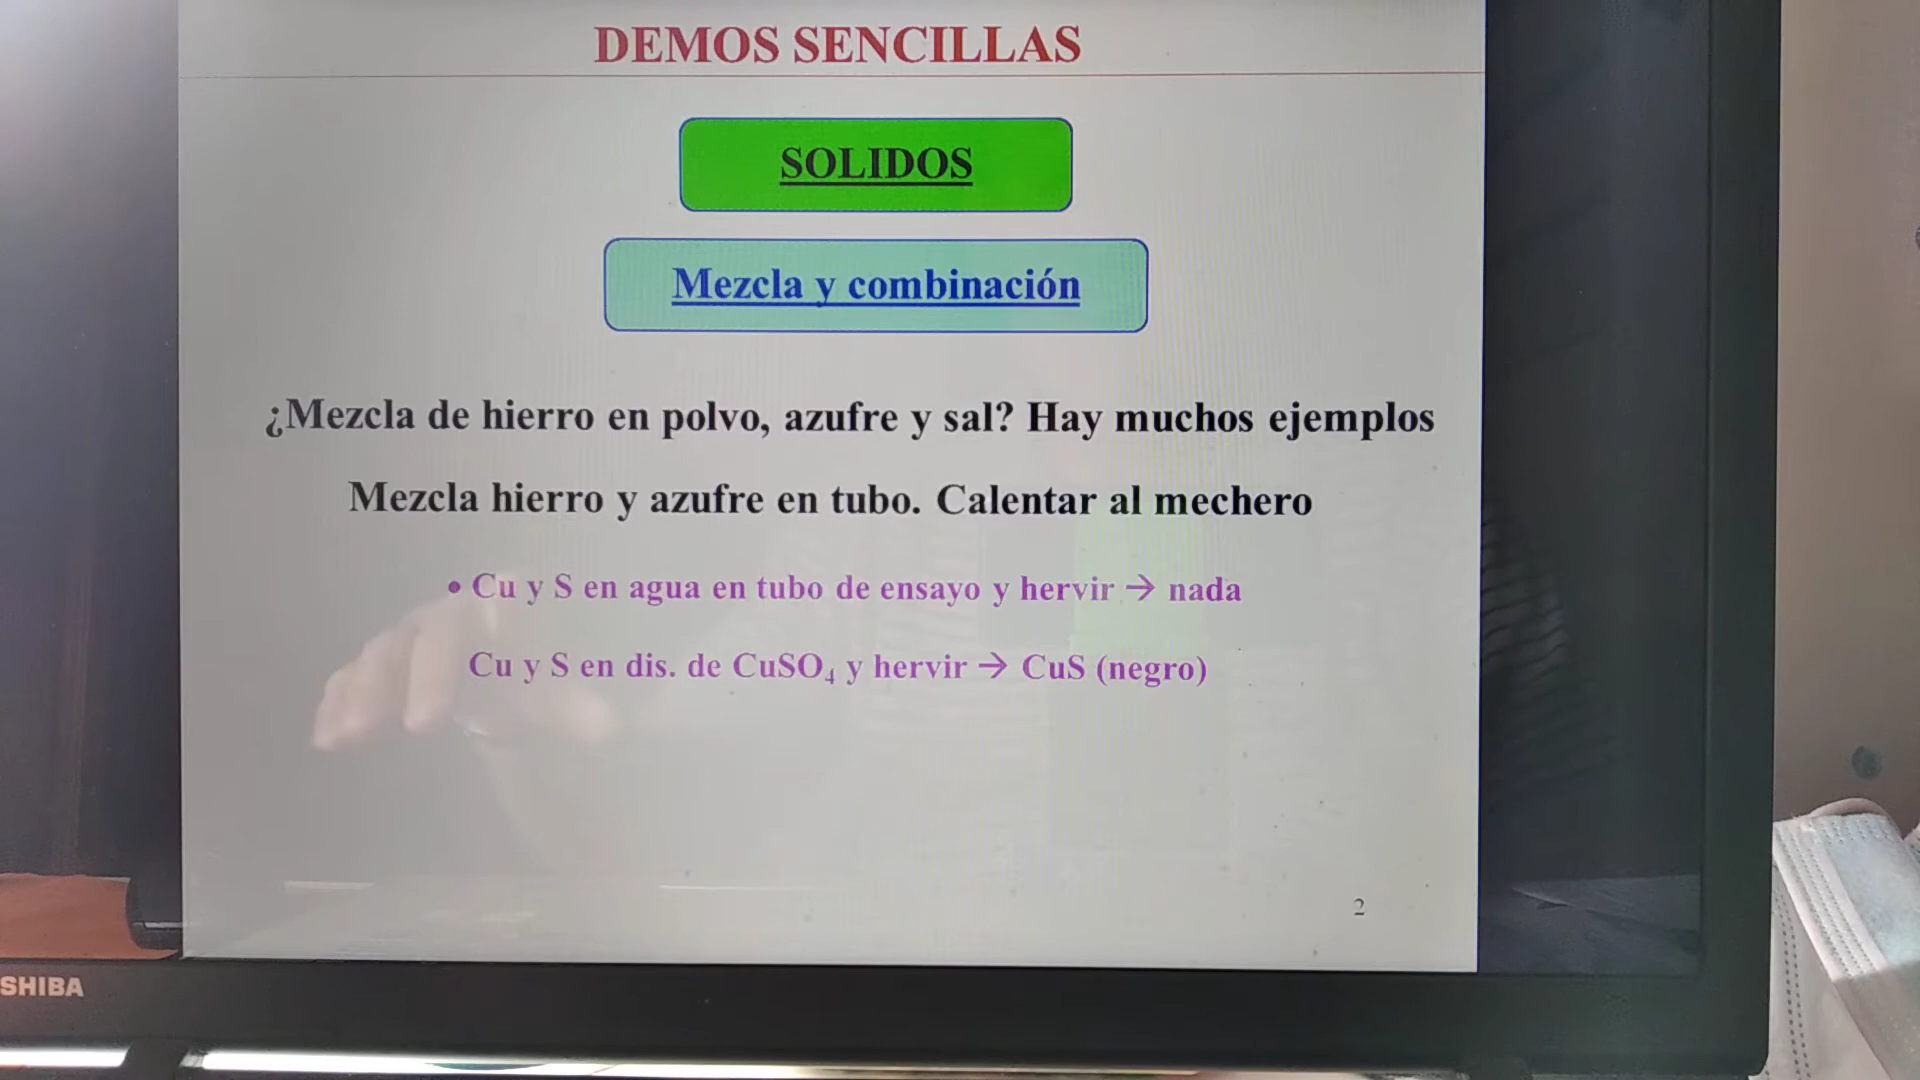 DEMOS SENCILLAS
SOLIDOS
Mezcla y combinación
¿Mezcla de hierro en polvo, azufre y sal? Hay muchos ejemplos
Mezcla hierro y azufre en tubo. Calentar al mechero
• Cu y S en agua en tubo de ensayo y hervir → nada
Cu y S en dis. de CuSO₄ y hervir → CuS (negro)
2
SHIBA